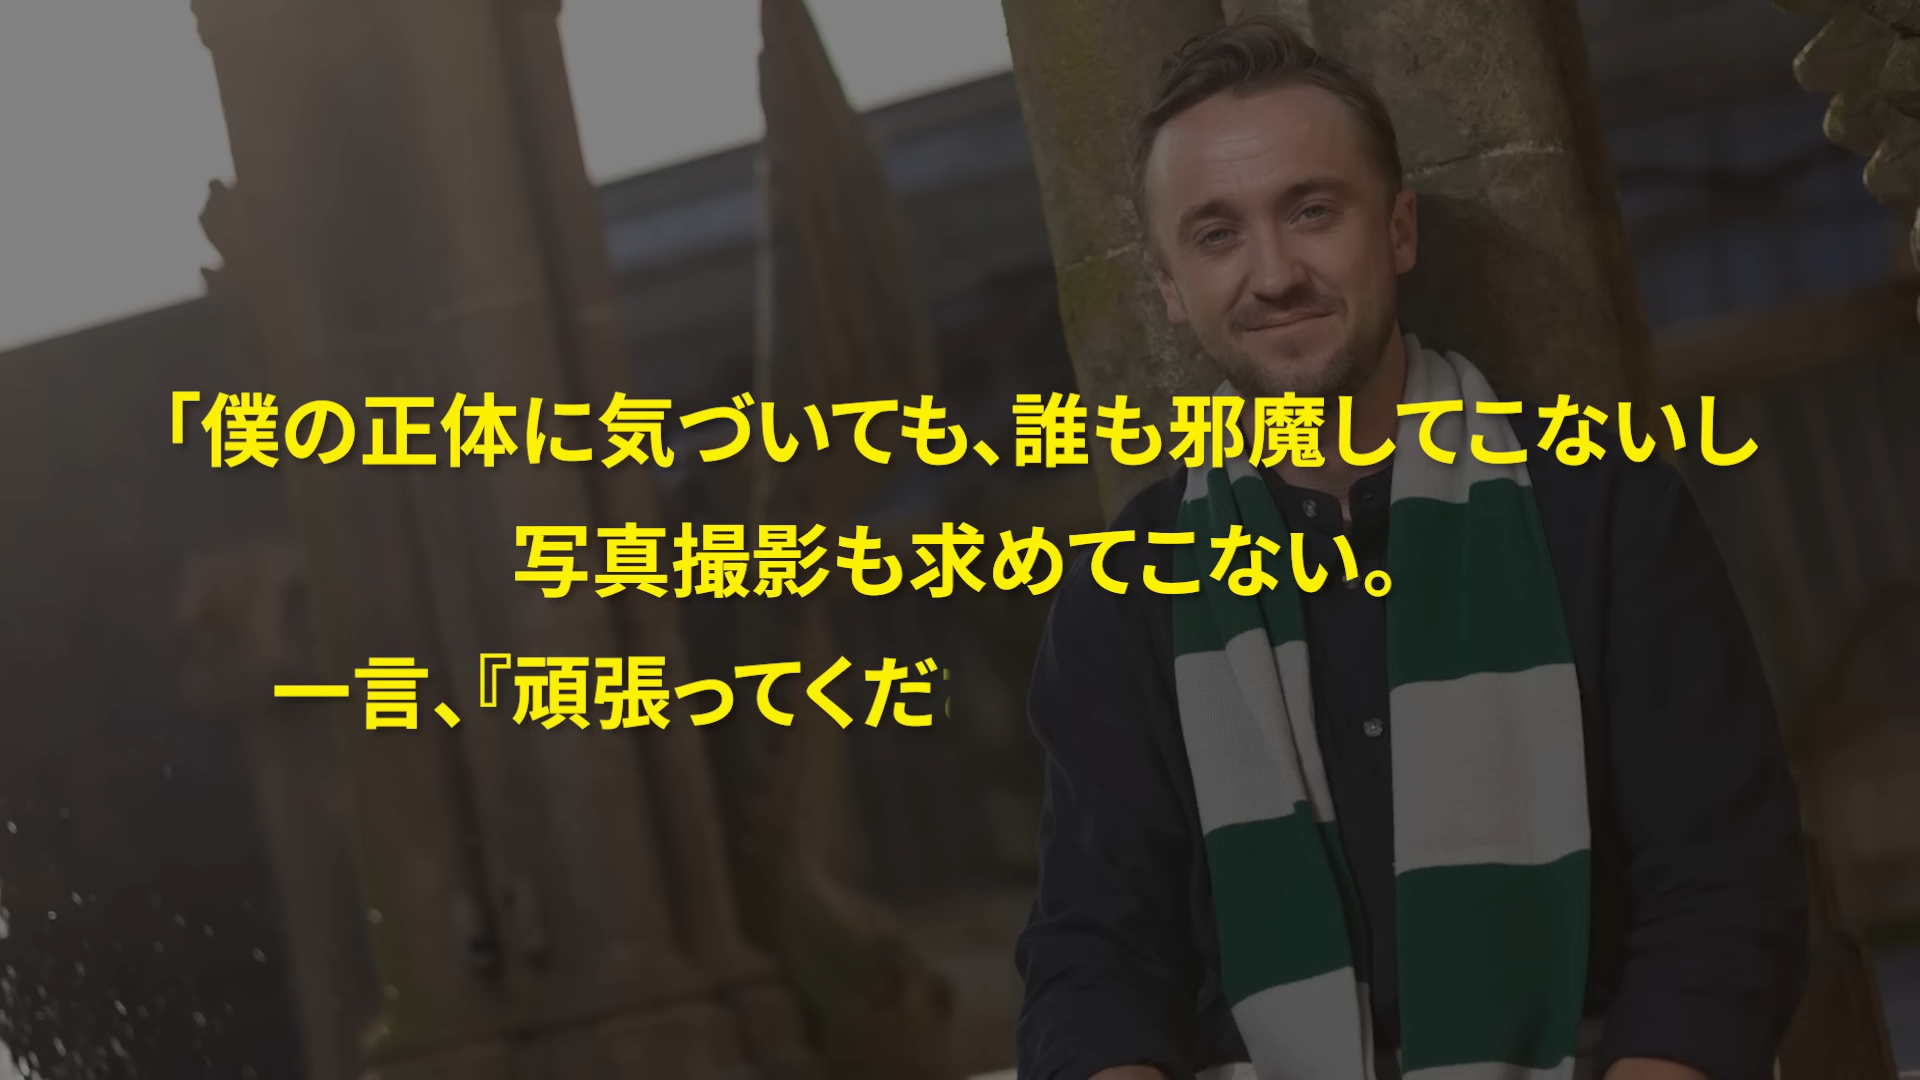 「僕の正体に気づいても、誰も邪魔してこないし
写真撮影も求めてこない。
一言、『頑張ってくだ